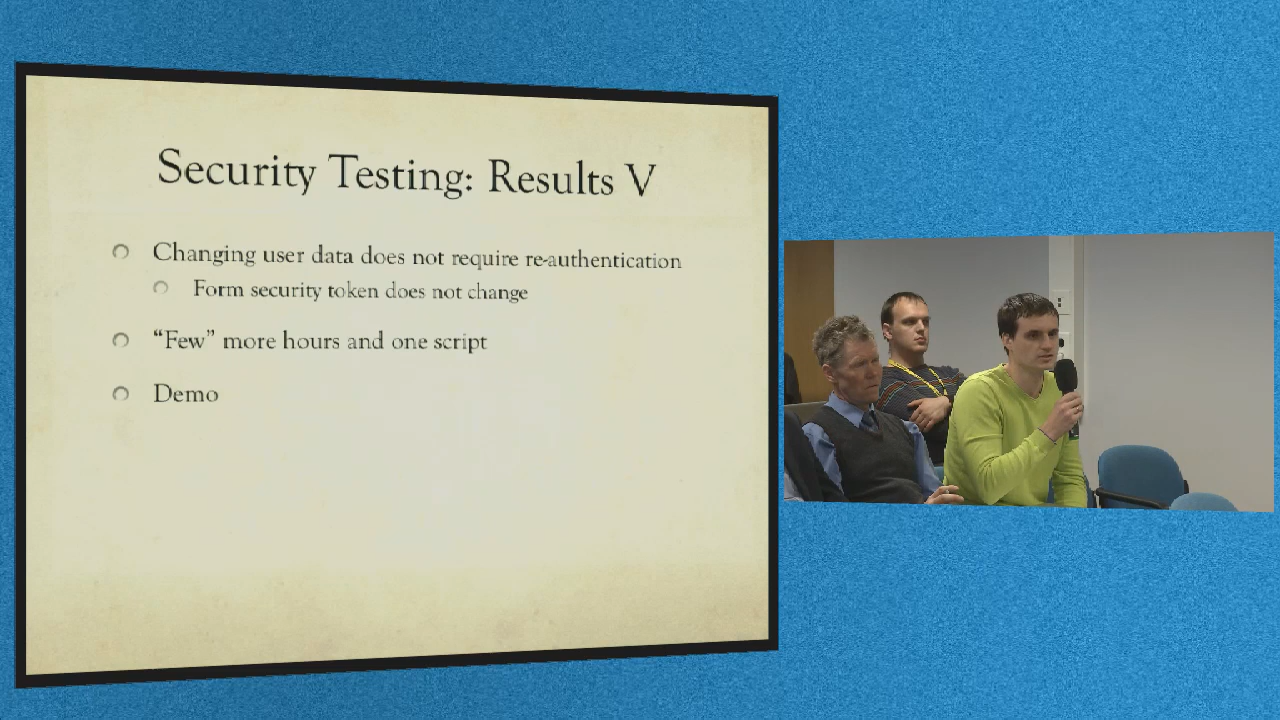 Security Testing: Results V
Changing user data does not require re-authentication
Form security token does not change
“Few” more hours and one script
Demo